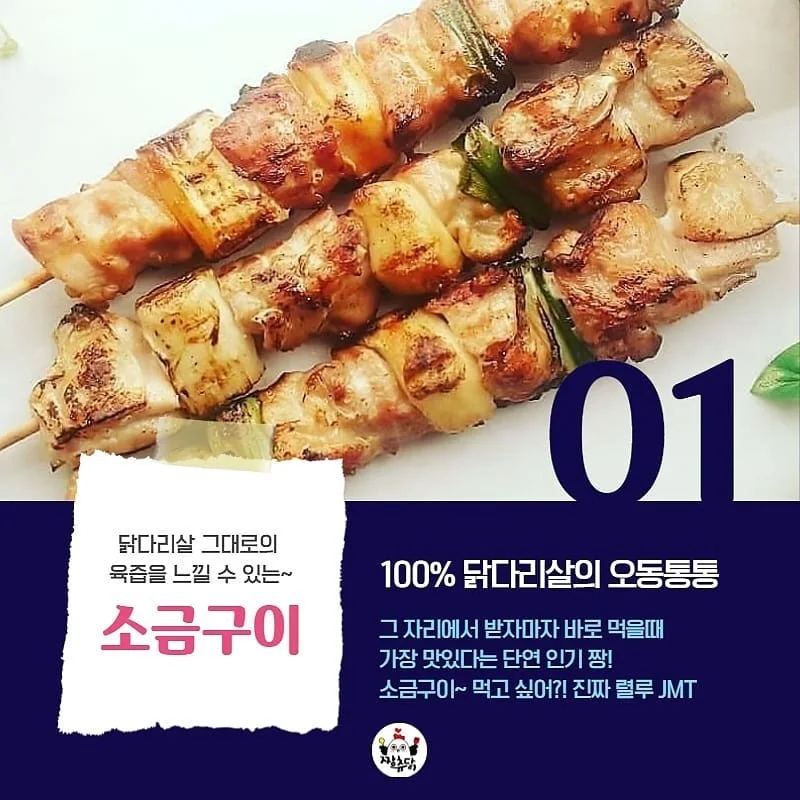 01
닭다리살 그대로의
육즙을 느낄 수 있는~
소금구이
100% 닭다리살의 오동통통
그 자리에서 받자마자 바로 먹을때
가장 맛있다는 단연 인기 짱!
소금구이~ 먹고 싶어?! 진짜 렬루 JMT